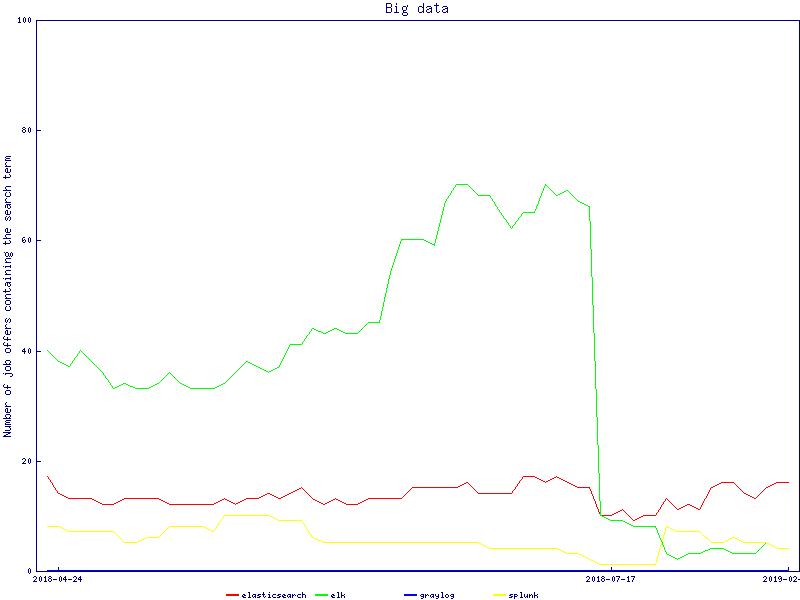 Big data
Number of job offers containing the search term
100
80
60
40
20
0
2018-04-24 2018-07-17 2019-02-
elasticsearch elk graylog splunk